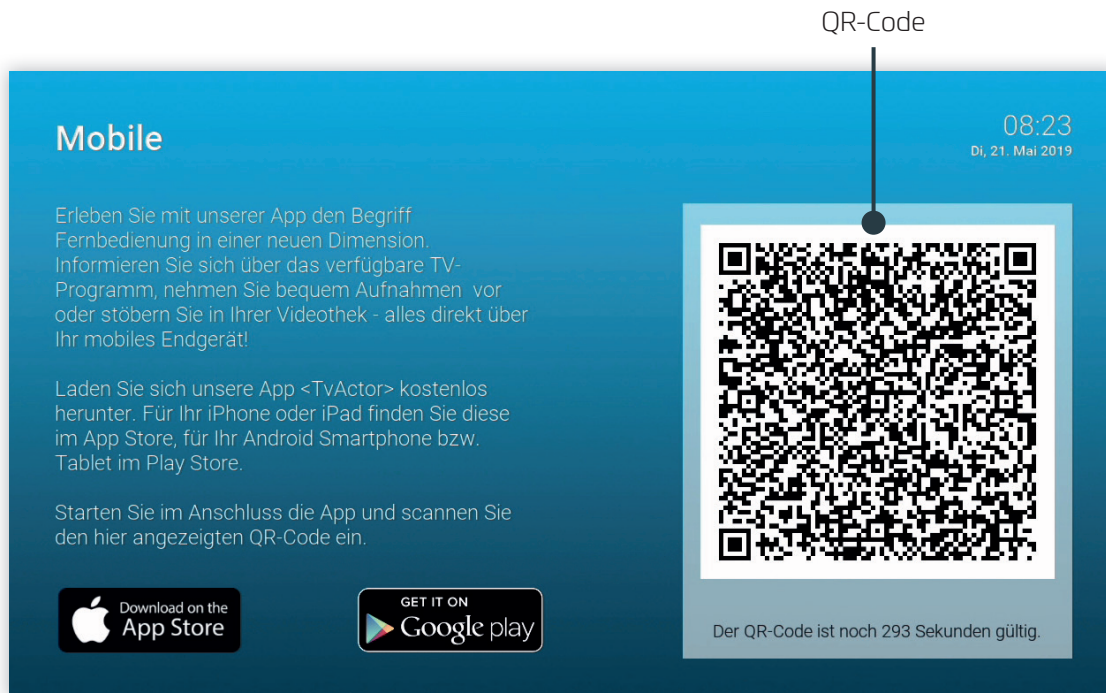 QR-Code
Mobile
08:23
Di, 21. Mai 2019
Erleben Sie mit unserer App den Begriff
Fernbedienung in einer neuen Dimension.
Informieren Sie sich über das verfügbare TV-
Programm, nehmen Sie bequem Aufnahmen  vor
oder stöbern Sie in Ihrer Videothek - alles direkt über
Ihr mobiles Endgerät!
Laden Sie sich unsere App <TvActor> kostenlos
herunter. Für Ihr iPhone oder iPad finden Sie diese
im App Store, für Ihr Android Smartphone bzw.
Tablet im Play Store.
Starten Sie im Anschluss die App und scannen Sie
den hier angezeigten QR-Code ein.
Download on the
App Store
GET IT ON
Google play
Der QR-Code ist noch 293 Sekunden gültig.